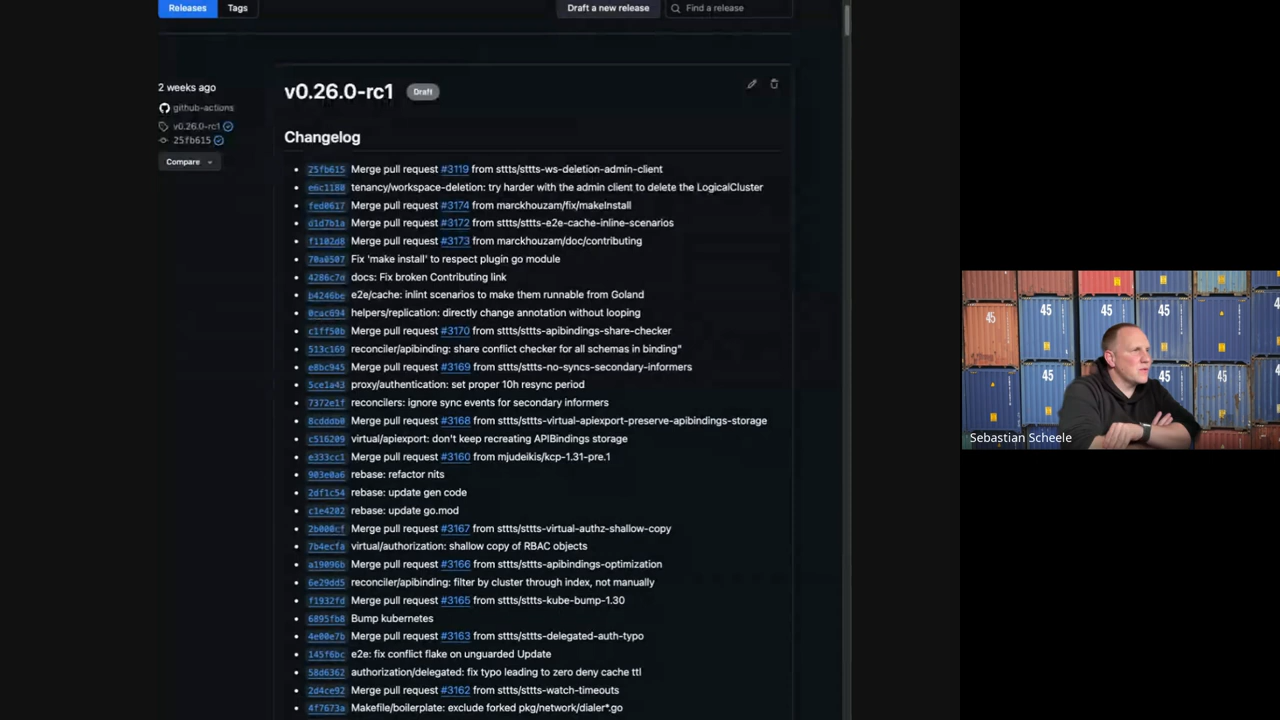 Releases
Tags
Draft a new release
Find a release
2 weeks ago
github-actions
v0.26.0-rc1
25fb615
Compare
v0.26.0-rc1
Draft
Changelog
25fb615 Merge pull request #3119 from sttts/sttts-ws-deletion-admin-client
e6c1180 tenancy/workspace-deletion: try harder with the admin client to delete the LogicalCluster
fed0617 Merge pull request #3174 from marckhouzam/fix/makeInstall
d1d7b1a Merge pull request #3172 from sttts/sttts-e2e-cache-inline-scenarios
f1102d8 Merge pull request #3173 from marckhouzam/doc/contributing
70a0507 Fix 'make install' to respect plugin go module
4286c7d docs: Fix broken Contributing link
b4246be e2e/cache: inlint scenarios to make them runnable from Goland
0cac694 helpers/replication: directly change annotation without looping
c1ff50b Merge pull request #3170 from sttts/sttts-apibindings-share-checker
513c169 reconciler/apibinding: share conflict checker for all schemas in binding"
e8bc945 Merge pull request #3169 from sttts/sttts-no-syncs-secondary-informers
5ce1a43 proxy/authentication: set proper 10h resync period
7372e1f reconcilers: ignore sync events for secondary informers
8cdddb0 Merge pull request #3168 from sttts/sttts-virtual-apiexport-preserve-apibindings-storage
c516209 virtual/apiexport: don't keep recreating APIBindings storage
e333cc1 Merge pull request #3160 from mjudeikis/kcp-1.31-pre.1
903e0a6 rebase: refactor nits
2df1c54 rebase: update gen code
c1e4202 rebase: update go.mod
2b008cf Merge pull request #3167 from sttts/sttts-virtual-authz-shallow-copy
7b4ecfa virtual/authorization: shallow copy of RBAC objects
a19096b Merge pull request #3166 from sttts/sttts-apibindings-optimization
6e29dd5 reconciler/apibinding: filter by cluster through index, not manually
f1932fd Merge pull request #3165 from sttts/sttts-kube-bump-1.30
6895fb8 Bump kubernetes
4e00e7b Merge pull request #3163 from sttts/sttts-delegated-auth-typo
145f6bc e2e: fix conflict flake on unguarded Update
58d6362 authorization/delegated: fix typo leading to zero deny cache ttl
2d4ce92 Merge pull request #3162 from sttts/sttts-watch-timeouts
4f7673a Makefile/boilerplate: exclude forked pkg/network/dialer*.go
45
45
45
45
45
45
45
45
Sebastian Scheele